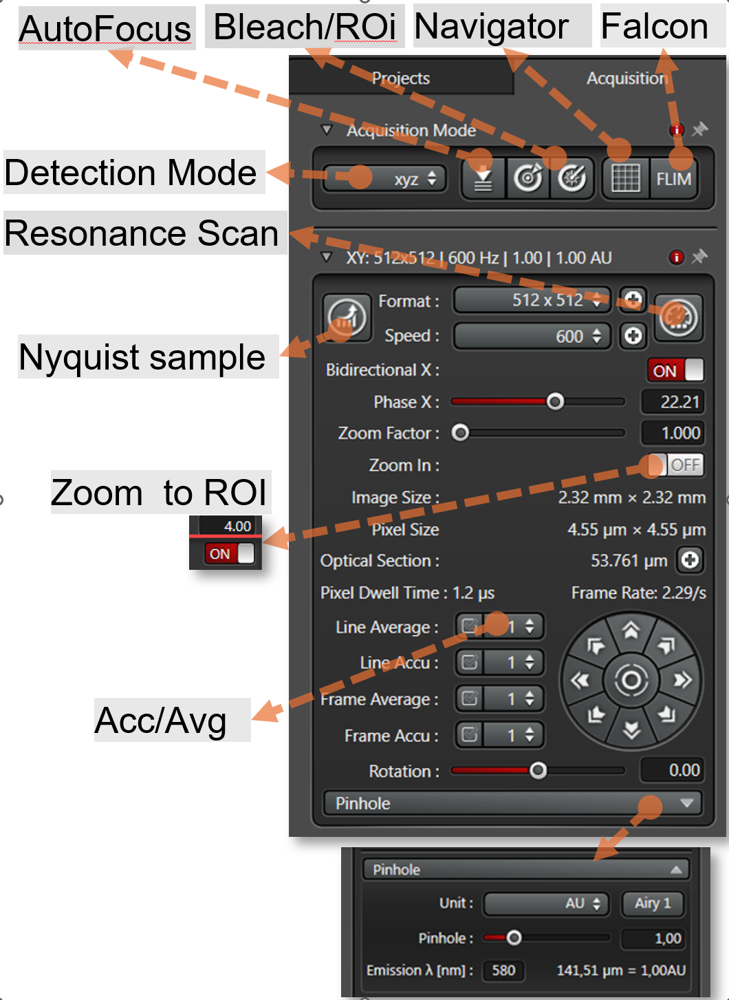 AutoFocus Bleach/ROi Navigator Falcon
Projects Acquisition
Acquisition Mode
Detection Mode
xyz FLIM
Resonance Scan
XY: 512x512 | 600 Hz | 1.00 | 1.00 AU
Format : 512 x 512
Speed : 600
Nyquist sample
Bidirectional X : ON
Phase X : 22.21
Zoom Factor : 1.000
Zoom In : OFF
Zoom to ROI
Image Size : 2.32 mm × 2.32 mm
4.00
Pixel Size 4.55 µm × 4.55 µm
ON
Optical Section : 53.761 µm
Pixel Dwell Time : 1.2 µs Frame Rate: 2.29/s
Line Average : 1
Line Accu : 1
Frame Average : 1
Acc/Avg
Frame Accu : 1
Rotation : 0.00
Pinhole
Pinhole
Unit : AU Airy 1
Pinhole : 1,00
Emission λ [nm] : 580 141,51 µm = 1,00AU